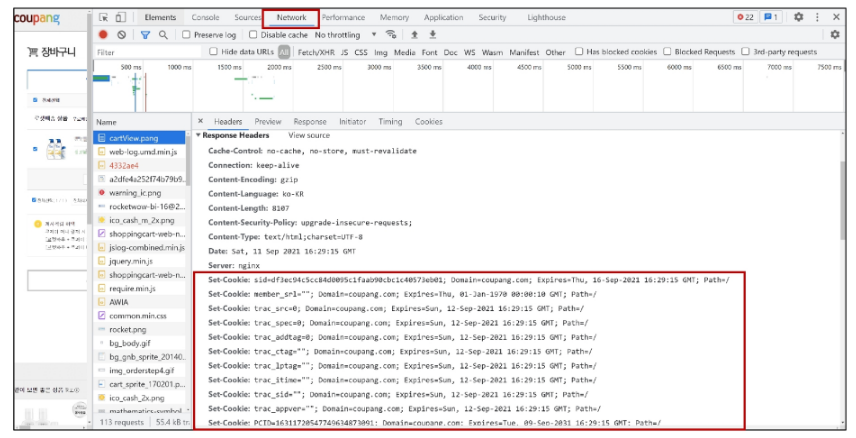 coupang
Elements Console Sources Network Performance Memory Application Security Lighthouse
22 1
Preserve log Disable cache No throttling
장바구니
Filter
Hide data URLs All Fetch/XHR JS CSS Img Media Font Doc WS Wasm Manifest Other Has blocked cookies Blocked Requests 3rd-party requests
500 ms 1000 ms 1500 ms 2000 ms 2500 ms 3000 ms 3500 ms 4000 ms 4500 ms 5000 ms 5500 ms 6000 ms 6500 ms 7000 ms 7500 ms
전체선택
Name
× Headers Preview Response Initiator Timing Cookies
cartView.pang
web-log.umd.min.js
4332ae4
a2dfe4a252f74b79b9...
warning_ic.png
rocketwow-bi-16@2...
ico_cash_m_2x.png
shoppingcart-web-n...
jslog-combined.min.js
jquery.min.js
shoppingcart-web-n...
require.min.js
AWIA
common.min.css
rocket.png
bg_body.gif
bg_gnb_sprite_20140...
img_orderstep4.gif
cart_sprite_170201.p...
ico_cash_2x.png
113 requests 55.4 kB tr
Response Headers View source
Cache-Control: no-cache, no-store, must-revalidate
Connection: keep-alive
Content-Encoding: gzip
Content-Language: ko-KR
Content-Length: 8107
Content-Security-Policy: upgrade-insecure-requests;
Content-Type: text/html;charset=UTF-8
Date: Sat, 11 Sep 2021 16:29:15 GMT
Server: nginx
Set-Cookie: sid=df3ec94c5cc84d0095c1faab90cbc1c40573eb01; Domain=coupang.com; Expires=Thu, 16-Sep-2021 16:29:15 GMT; Path=/
Set-Cookie: member_srl=""; Domain=coupang.com; Expires=Thu, 01-Jan-1970 00:00:10 GMT; Path=/
Set-Cookie: trac_src=0; Domain=coupang.com; Expires=Sun, 12-Sep-2021 16:29:15 GMT; Path=/
Set-Cookie: trac_spec=0; Domain=coupang.com; Expires=Sun, 12-Sep-2021 16:29:15 GMT; Path=/
Set-Cookie: trac_addtag=0; Domain=coupang.com; Expires=Sun, 12-Sep-2021 16:29:15 GMT; Path=/
Set-Cookie: trac_ctag=""; Domain=coupang.com; Expires=Sun, 12-Sep-2021 16:29:15 GMT; Path=/
Set-Cookie: trac_lptag=""; Domain=coupang.com; Expires=Sun, 12-Sep-2021 16:29:15 GMT; Path=/
Set-Cookie: trac_itime=""; Domain=coupang.com; Expires=Sun, 12-Sep-2021 16:29:15 GMT; Path=/
Set-Cookie: trac_sid=""; Domain=coupang.com; Expires=Sun, 12-Sep-2021 16:29:15 GMT; Path=/
Set-Cookie: trac_appver=""; Domain=coupang.com; Expires=Sun, 12-Sep-2021 16:29:15 GMT; Path=/
Set-Cookie: PCID=16311720547749634873091; Domain=coupang.com; Expires=Tue, 09-Sep-2031 16:29:15 GMT; Path=/